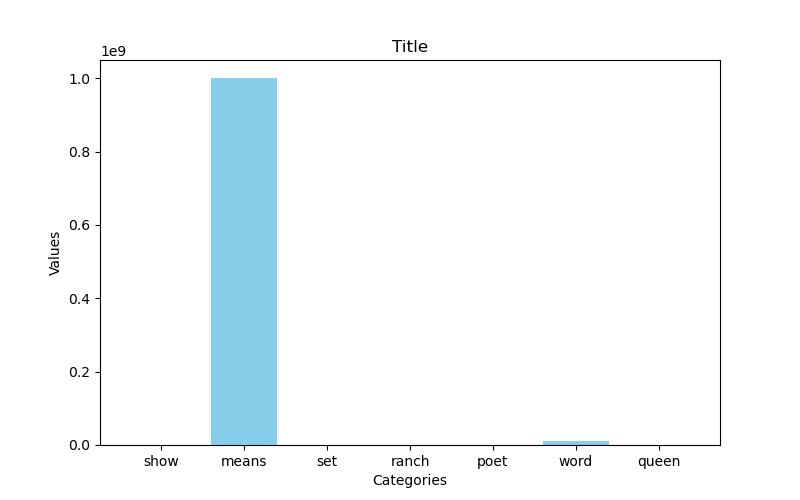 Title
1e9
1.0
0.8
0.6
0.4
0.2
0.0
Values
show means set ranch poet word queen
Categories